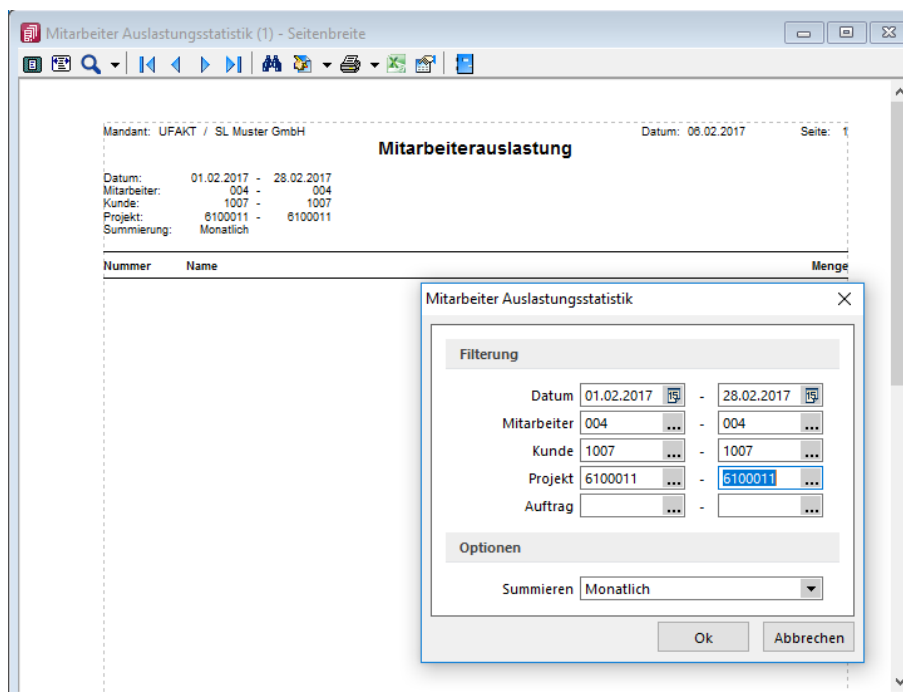 Mitarbeiter Auslastungsstatistik (1) - Seitenbreite
Mandant: UFAKT / SL Muster GmbH Datum: 06.02.2017 Seite: 1
Mitarbeiterauslastung
Datum: 01.02.2017 - 28.02.2017
Mitarbeiter: 004 - 004
Kunde: 1007 - 1007
Projekt: 6100011 - 6100011
Summierung: Monatlich
Nummer Name Menge
Mitarbeiter Auslastungsstatistik
Filterung
Datum 01.02.2017 15 - 28.02.2017 15
Mitarbeiter 004 ... - 004 ...
Kunde 1007 ... - 1007 ...
Projekt 6100011 ... - 6100011 ...
Auftrag ... - ...
Optionen
Summieren Monatlich
Ok Abbrechen